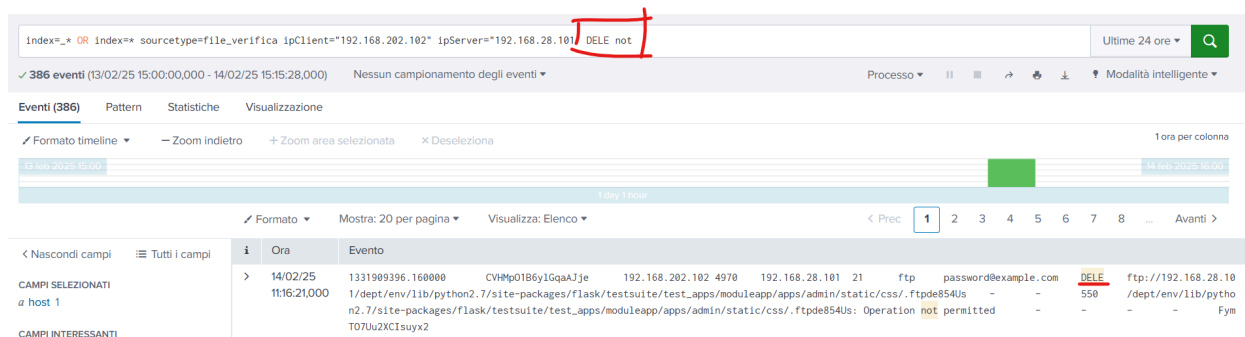 index=_* OR index=* sourcetype=file_verifica ipClient="192.168.202.102" ipServer="192.168.28.101 DELE not
Ultime 24 ore
✓ 386 eventi (13/02/25 15:00:00,000 - 14/02/25 15:15:28,000) Nessun campionamento degli eventi
Processo
Modalità intelligente
Eventi (386) Pattern Statistiche Visualizzazione
Formato timeline — Zoom indietro + Zoom area selezionata × Deseleziona
1 ora per colonna
13 feb 2025 15:00
14 feb 2025 16:00
1 day 1 hour
Formato Mostra: 20 per pagina Visualizza: Elenco
< Prec 1 2 3 4 5 6 7 8 ... Avanti >
< Nascondi campi Tutti i campi
i Ora Evento
CAMPI SELEZIONATI
a host 1
CAMPI INTERESSANTI
> 14/02/25
11:16:21,000
1331909396.160000 CVHMpO1B6ylGqaAJje 192.168.202.102 4970 192.168.28.101 21 ftp password@example.com DELE ftp://192.168.28.10
1/dept/env/lib/python2.7/site-packages/flask/testsuite/test_apps/moduleapp/apps/admin/static/css/.ftpde854Us - - 550 /dept/env/lib/pytho
n2.7/site-packages/flask/testsuite/test_apps/moduleapp/apps/admin/static/css/.ftpde854Us: Operation not permitted - - - - Fym
TO7Uu2XCIsuyx2